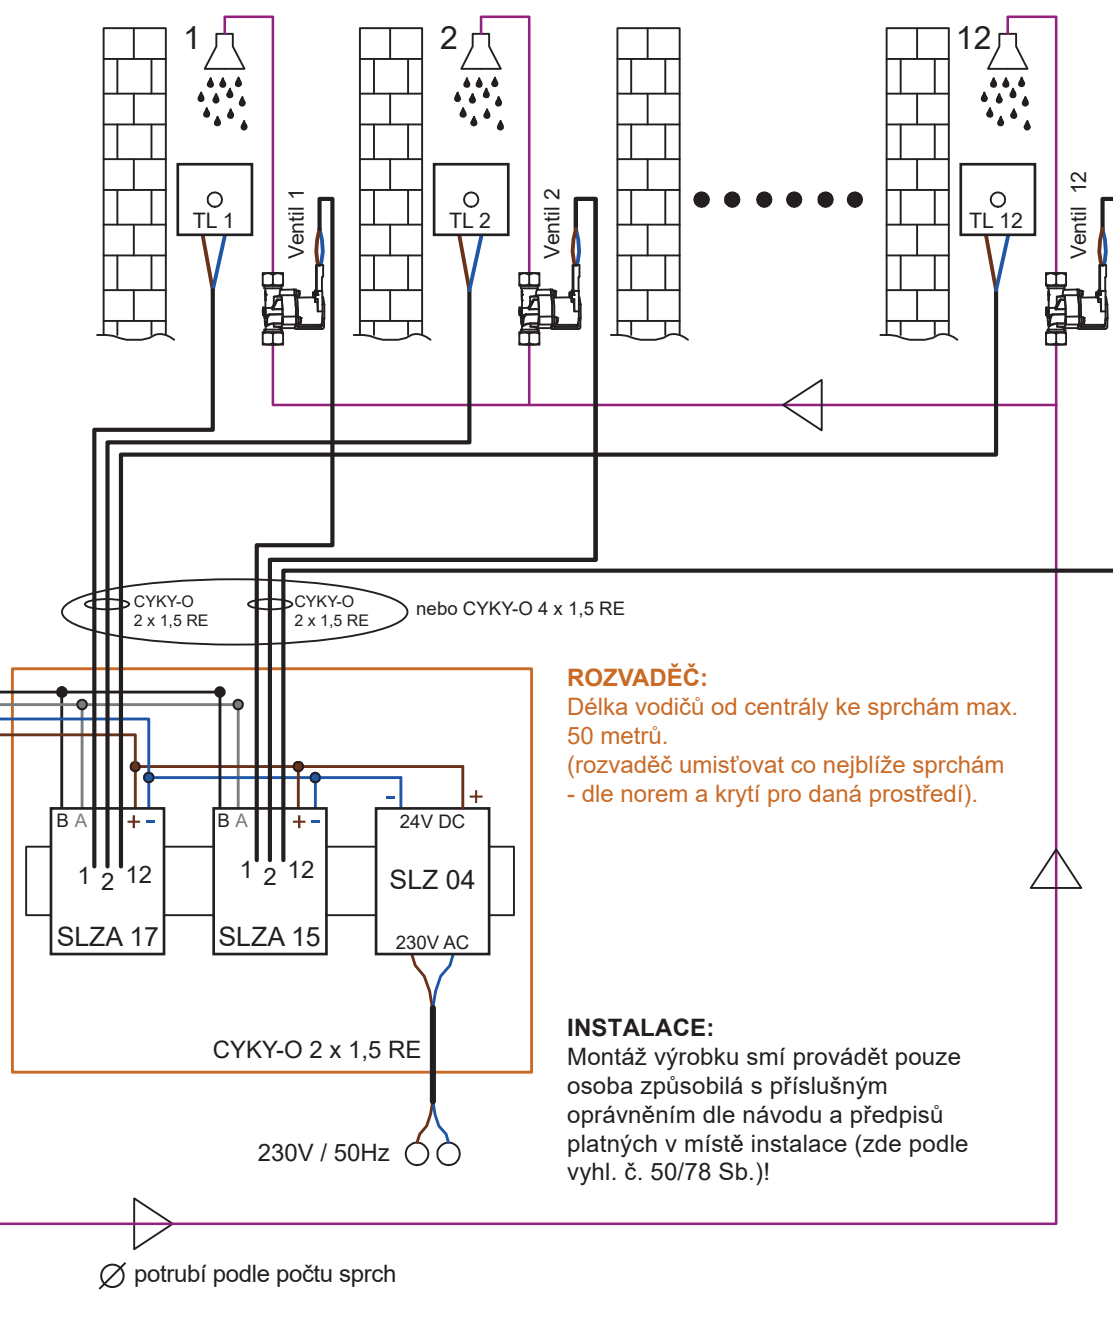 1
2
12
TL 1
Ventil 1
TL 2
Ventil 2
TL 12
Ventil 12
CYKY-O
2 x 1,5 RE
CYKY-O
2 x 1,5 RE
nebo CYKY-O 4 x 1,5 RE
ROZVADĚČ:
Délka vodičů od centrály ke sprchám max.
50 metrů.
(rozvaděč umisťovat co nejblíže sprchám
- dle norem a krytí pro daná prostředí).
- +
B A + -
B A + -
24V DC
1 2 12
1 2 12
SLZ 04
SLZA 17
SLZA 15
230V AC
CYKY-O 2 x 1,5 RE
230V / 50Hz
INSTALACE:
Montáž výrobku smí provádět pouze
osoba způsobilá s příslušným
oprávněním dle návodu a předpisů
platných v místě instalace (zde podle
vyhl. č. 50/78 Sb.)!
⌀ potrubí podle počtu sprch